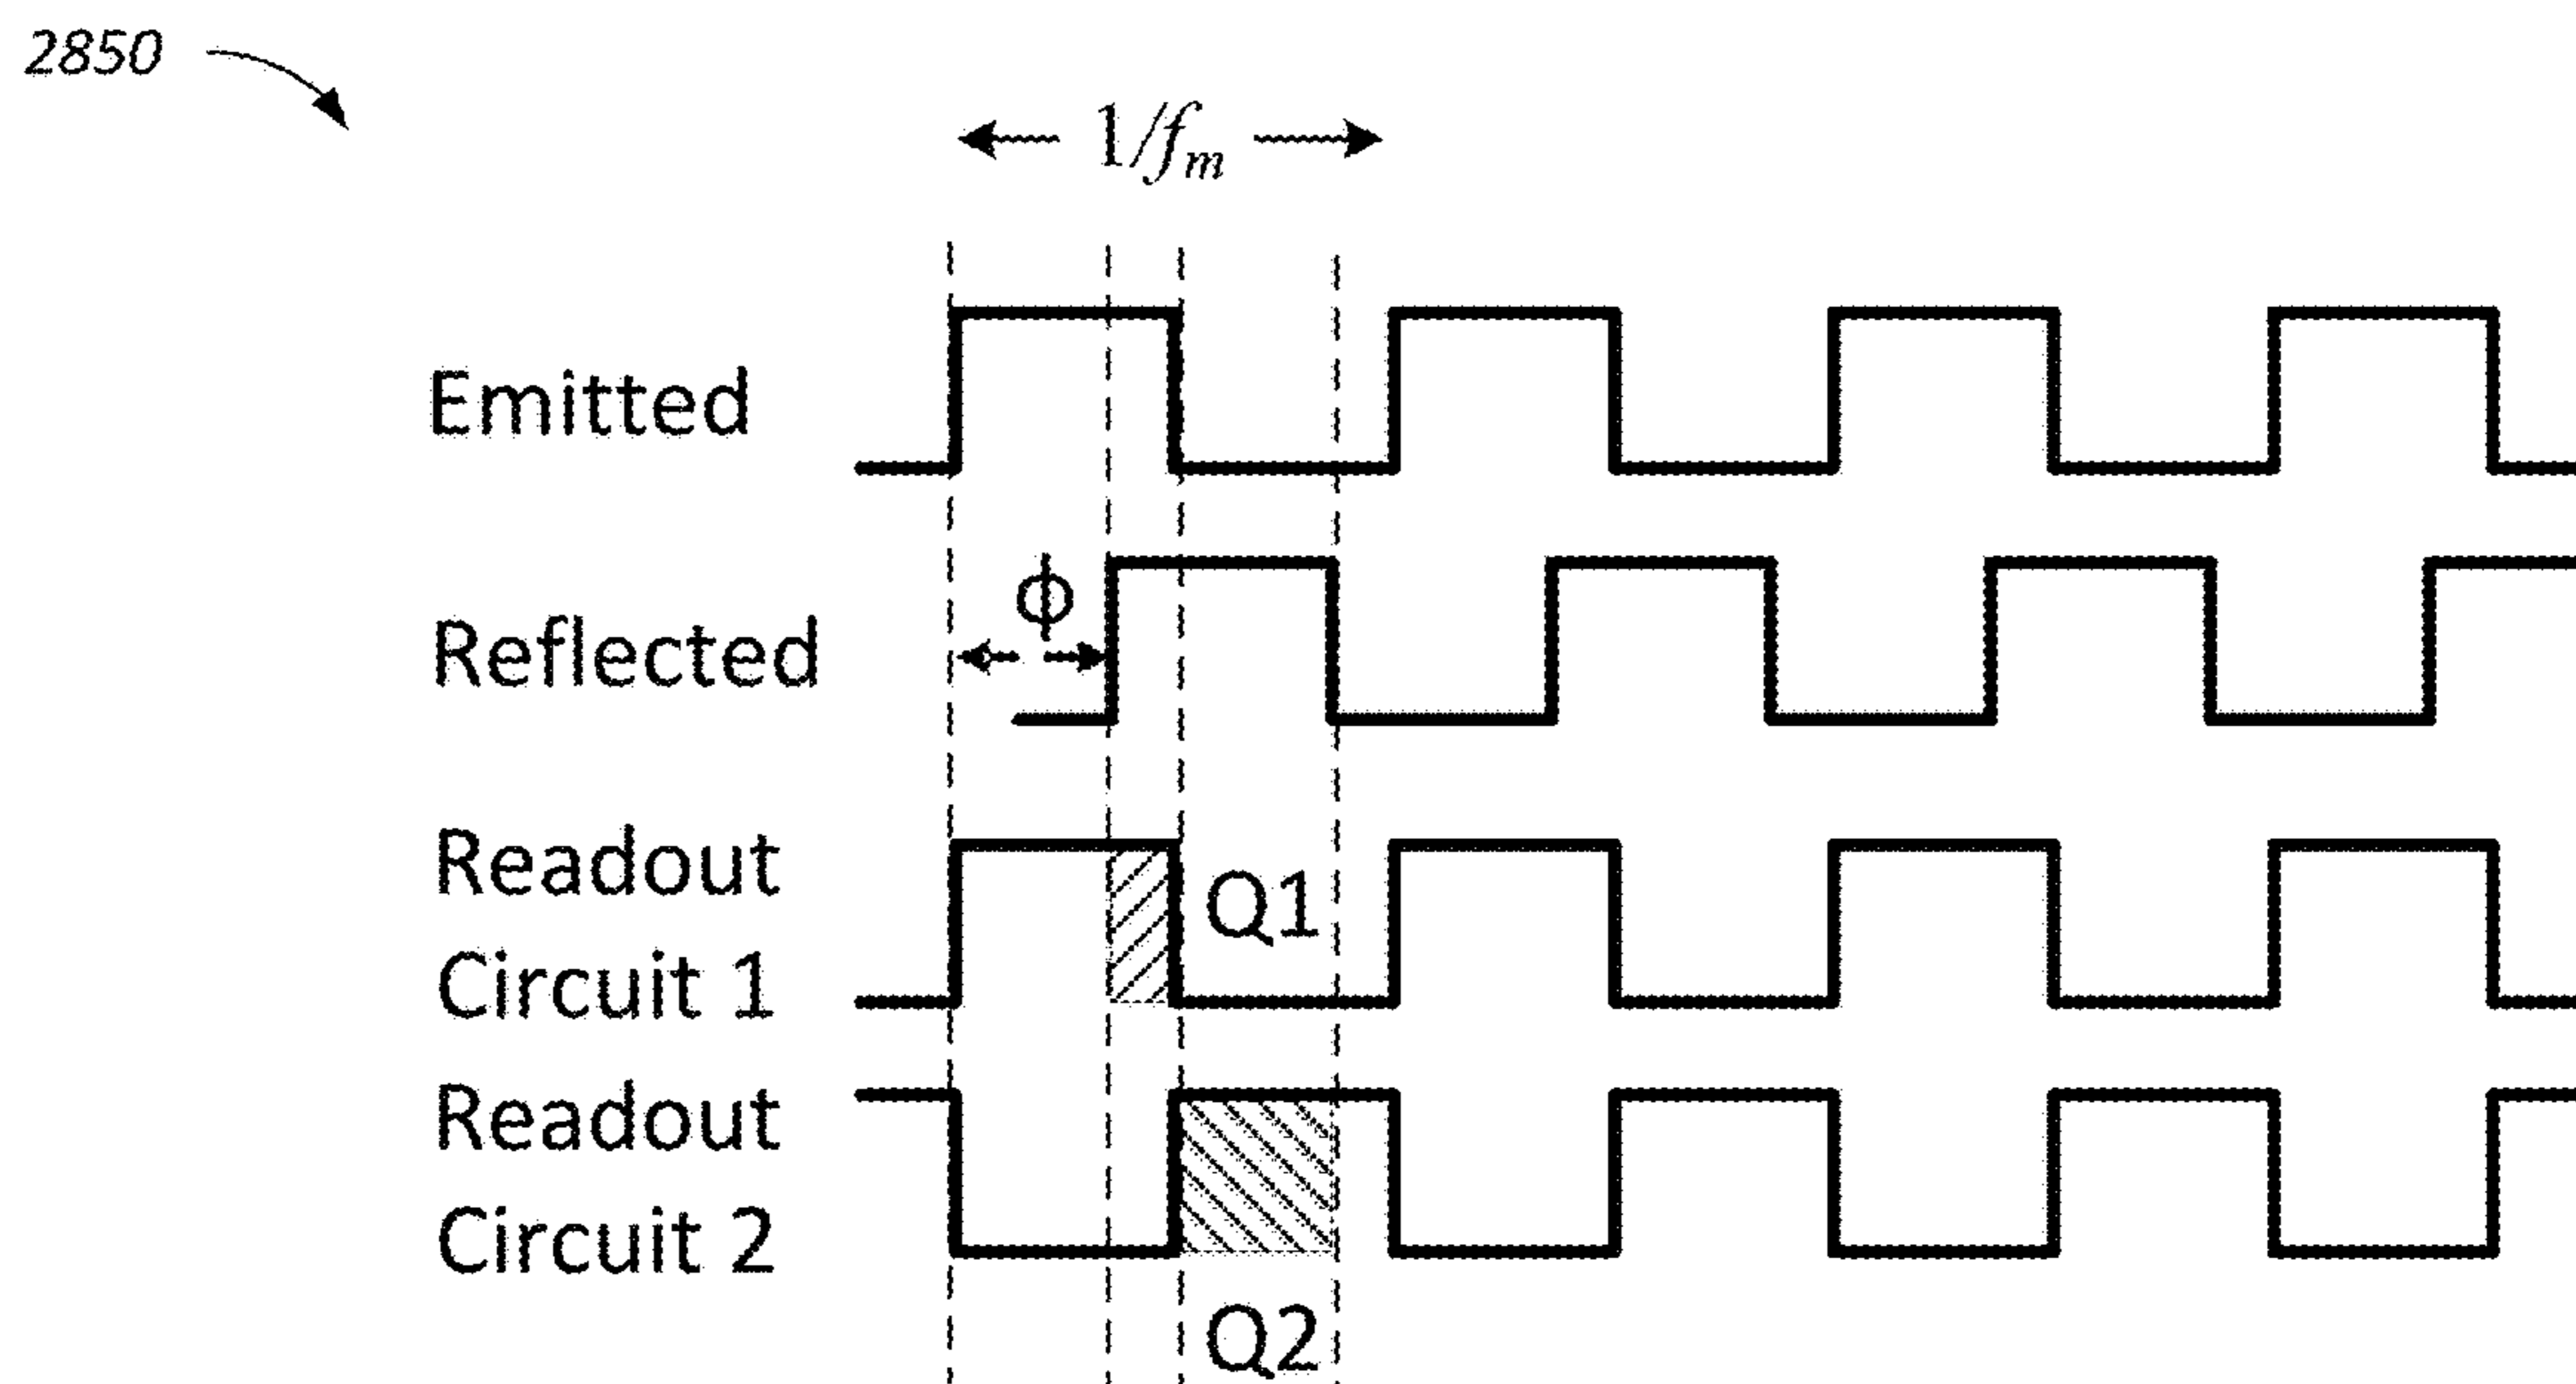 2850
1/fm
Emitted
ϕ
Reflected
Readout
Circuit 1
Q1
Readout
Circuit 2
Q2